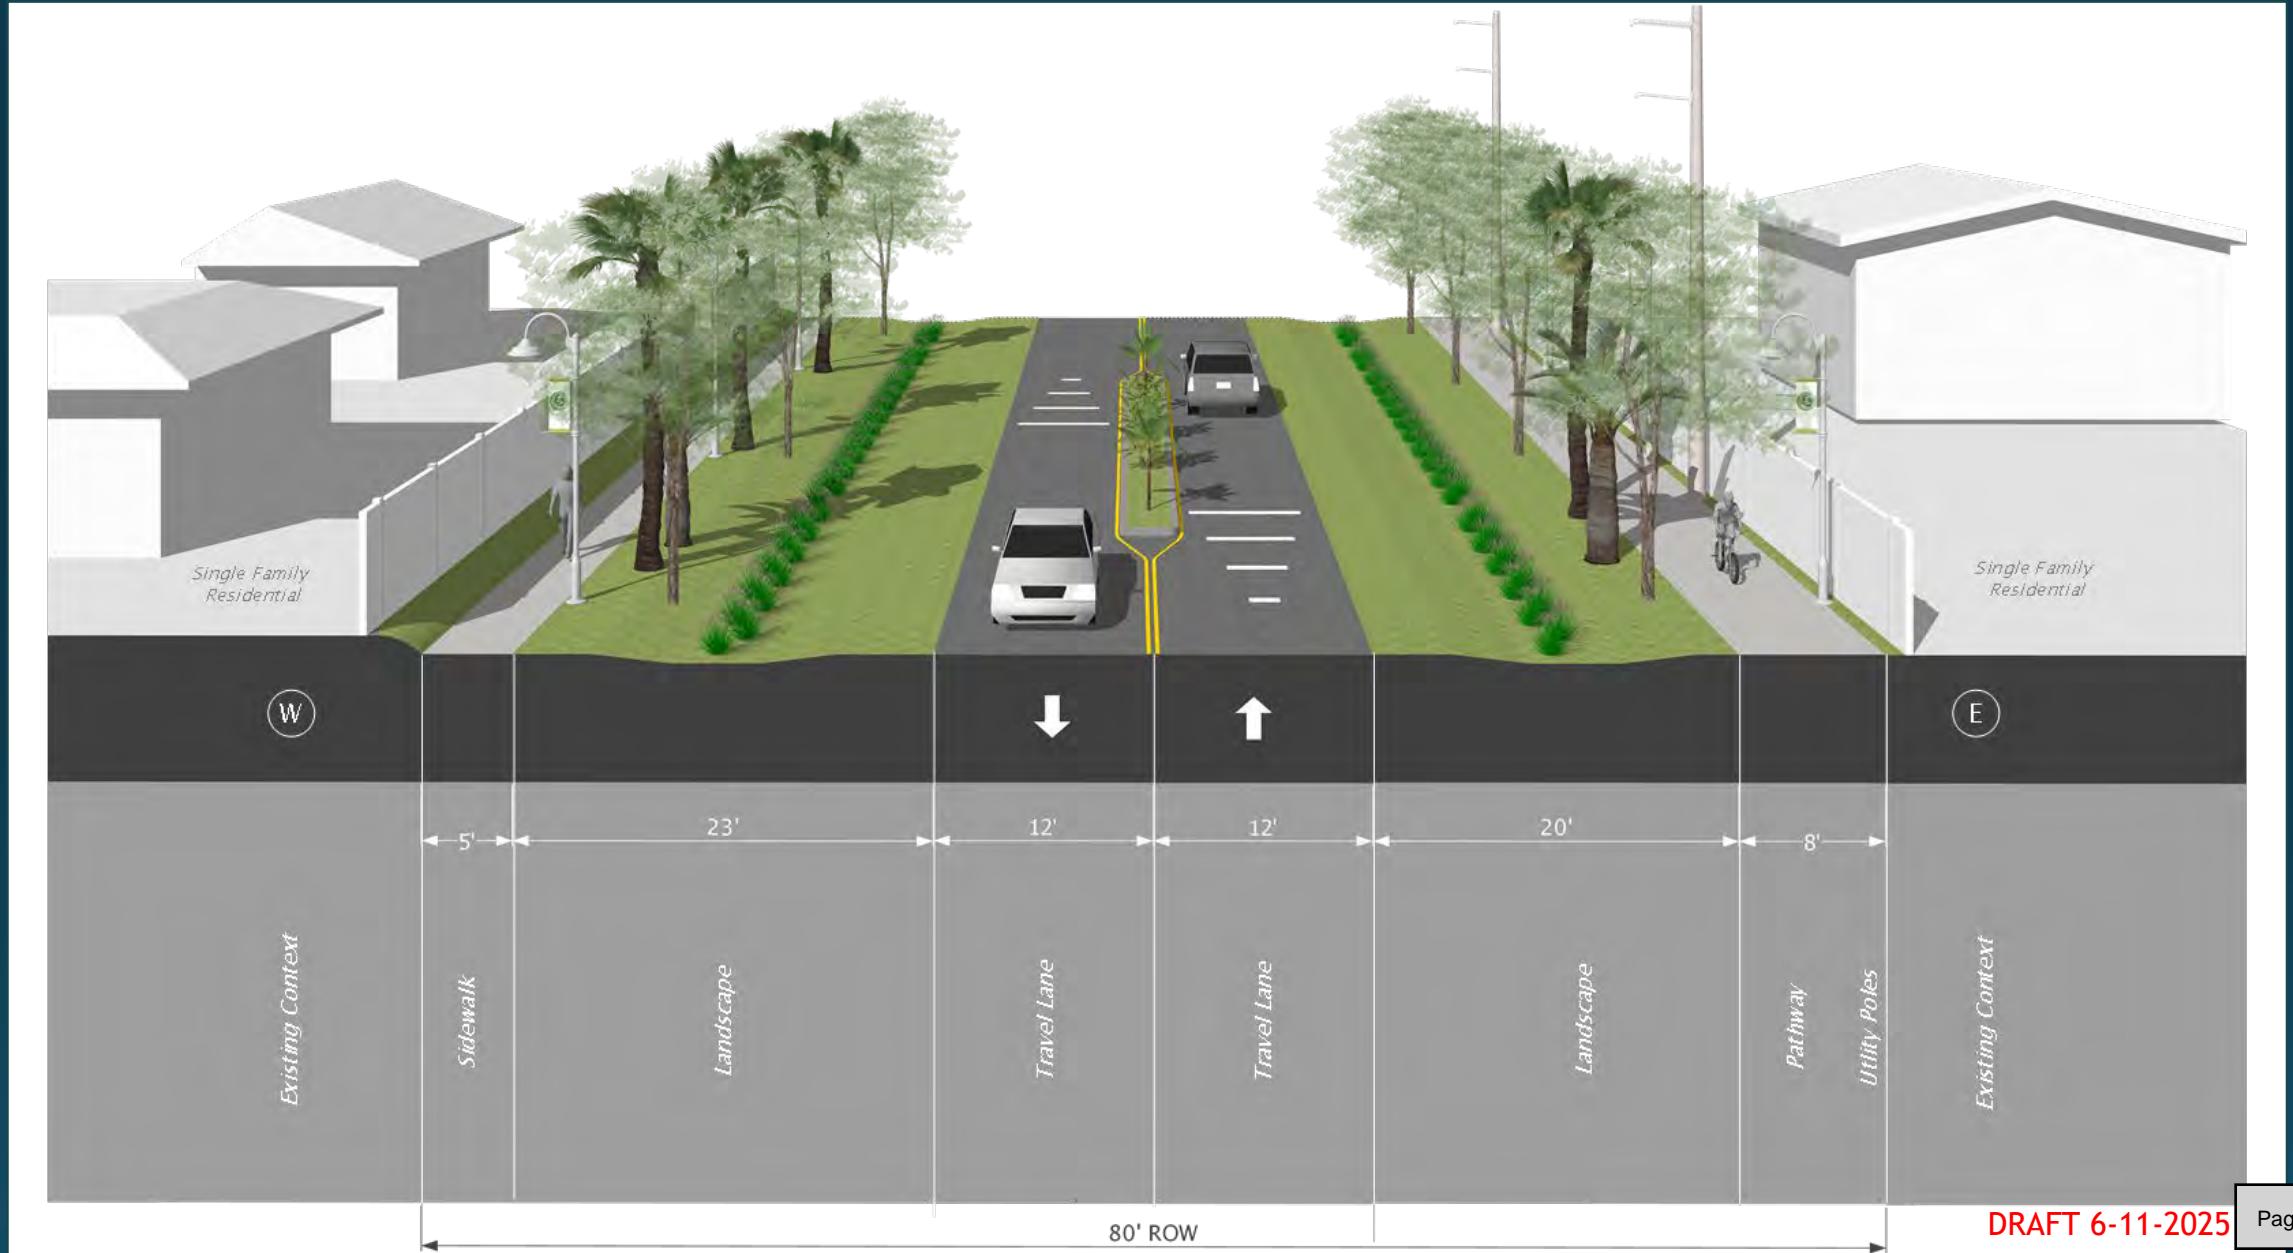 Single Family
Residential
Single Family
Residential
W
E
5'
23'
12'
12'
20'
8'
Existing Context
Sidewalk
Landscape
Travel Lane
Travel Lane
Landscape
Pathway
Utility Poles
Existing Context
80' ROW
DRAFT 6-11-2025
Pag